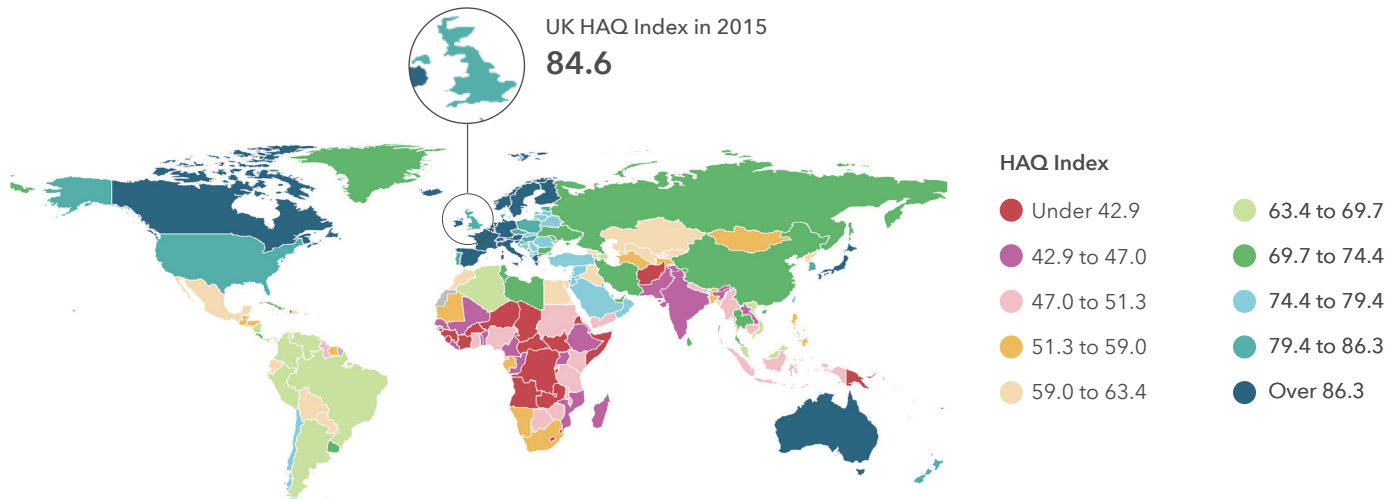 UK HAQ Index in 2015
84.6
HAQ Index
Under 42.9
42.9 to 47.0
47.0 to 51.3
51.3 to 59.0
59.0 to 63.4
63.4 to 69.7
69.7 to 74.4
74.4 to 79.4
79.4 to 86.3
Over 86.3